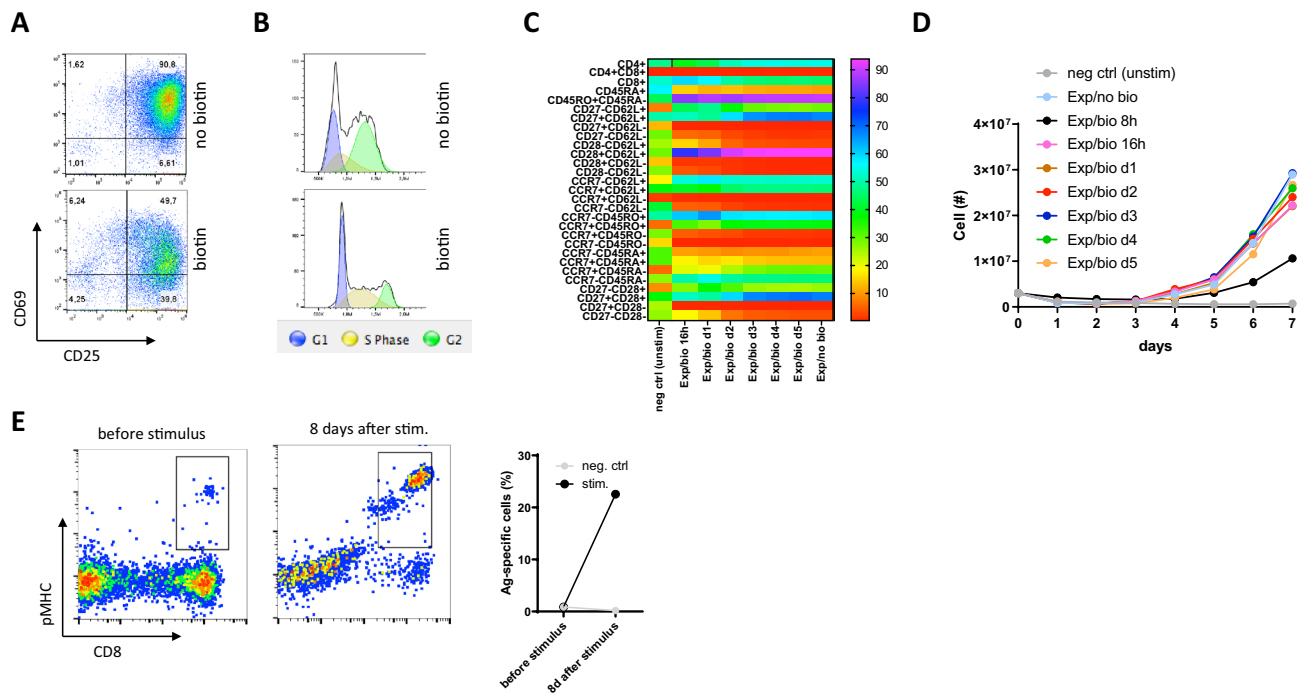 A
1,62
90,8
1,01
6,61
no biotin
6,24
49,7
4,25
39,8
biotin
CD69
CD25
B
no biotin
biotin
G1
S Phase
G2
C
CD4+
CD4+CD8+
CD8+
CD45RA+
CD45RO+CD45RA-
CD27-CD62L+
CD27+CD62L+
CD27+CD62L-
CD27-CD62L-
CD28-CD62L+
CD28+CD62L+
CD28+CD62L-
CD28-CD62L-
CCR7-CD62L+
CCR7+CD62L+
CCR7+CD62L-
CCR7-CD62L-
CCR7-CD45RO+
CCR7+CD45RO+
CCR7+CD45RO-
CCR7-CD45RO-
CCR7-CD45RA+
CCR7+CD45RA+
CCR7+CD45RA-
CCR7-CD45RA-
CD27-CD28+
CD27+CD28+
CD27+CD28-
CD27-CD28-
neg ctrl (unstim)
Exp/bio 16h
Exp/bio d1
Exp/bio d2
Exp/bio d3
Exp/bio d4
Exp/bio d5
Exp/no bio
90
80
70
60
50
40
30
20
10
D
neg ctrl (unstim)
Exp/no bio
Exp/bio 8h
Exp/bio 16h
Exp/bio d1
Exp/bio d2
Exp/bio d3
Exp/bio d4
Exp/bio d5
4×10⁷
3×10⁷
2×10⁷
1×10⁷
0
Cell (#)
0 1 2 3 4 5 6 7
days
E
before stimulus
8 days after stim.
pMHC
CD8
neg. ctrl
stim.
Ag-specific cells (%)
30
20
10
0
before stimulus
8d after stimulus